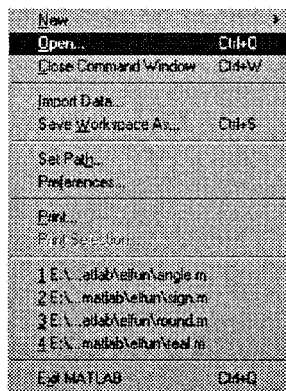 New
Open... Ctrl+O
Close Command Window Ctrl+W
Import Data...
Save Workspace As... Ctrl+S
Set Path...
Preferences...
Print...
Print Selection...
1 E:\...atlab\elfun\angle.m
2 E:\...matlab\elfun\sign.m
3 E:\...atlab\elfun\round.m
4 E:\...matlab\elfun\real.m
Exit MATLAB Ctrl+Q